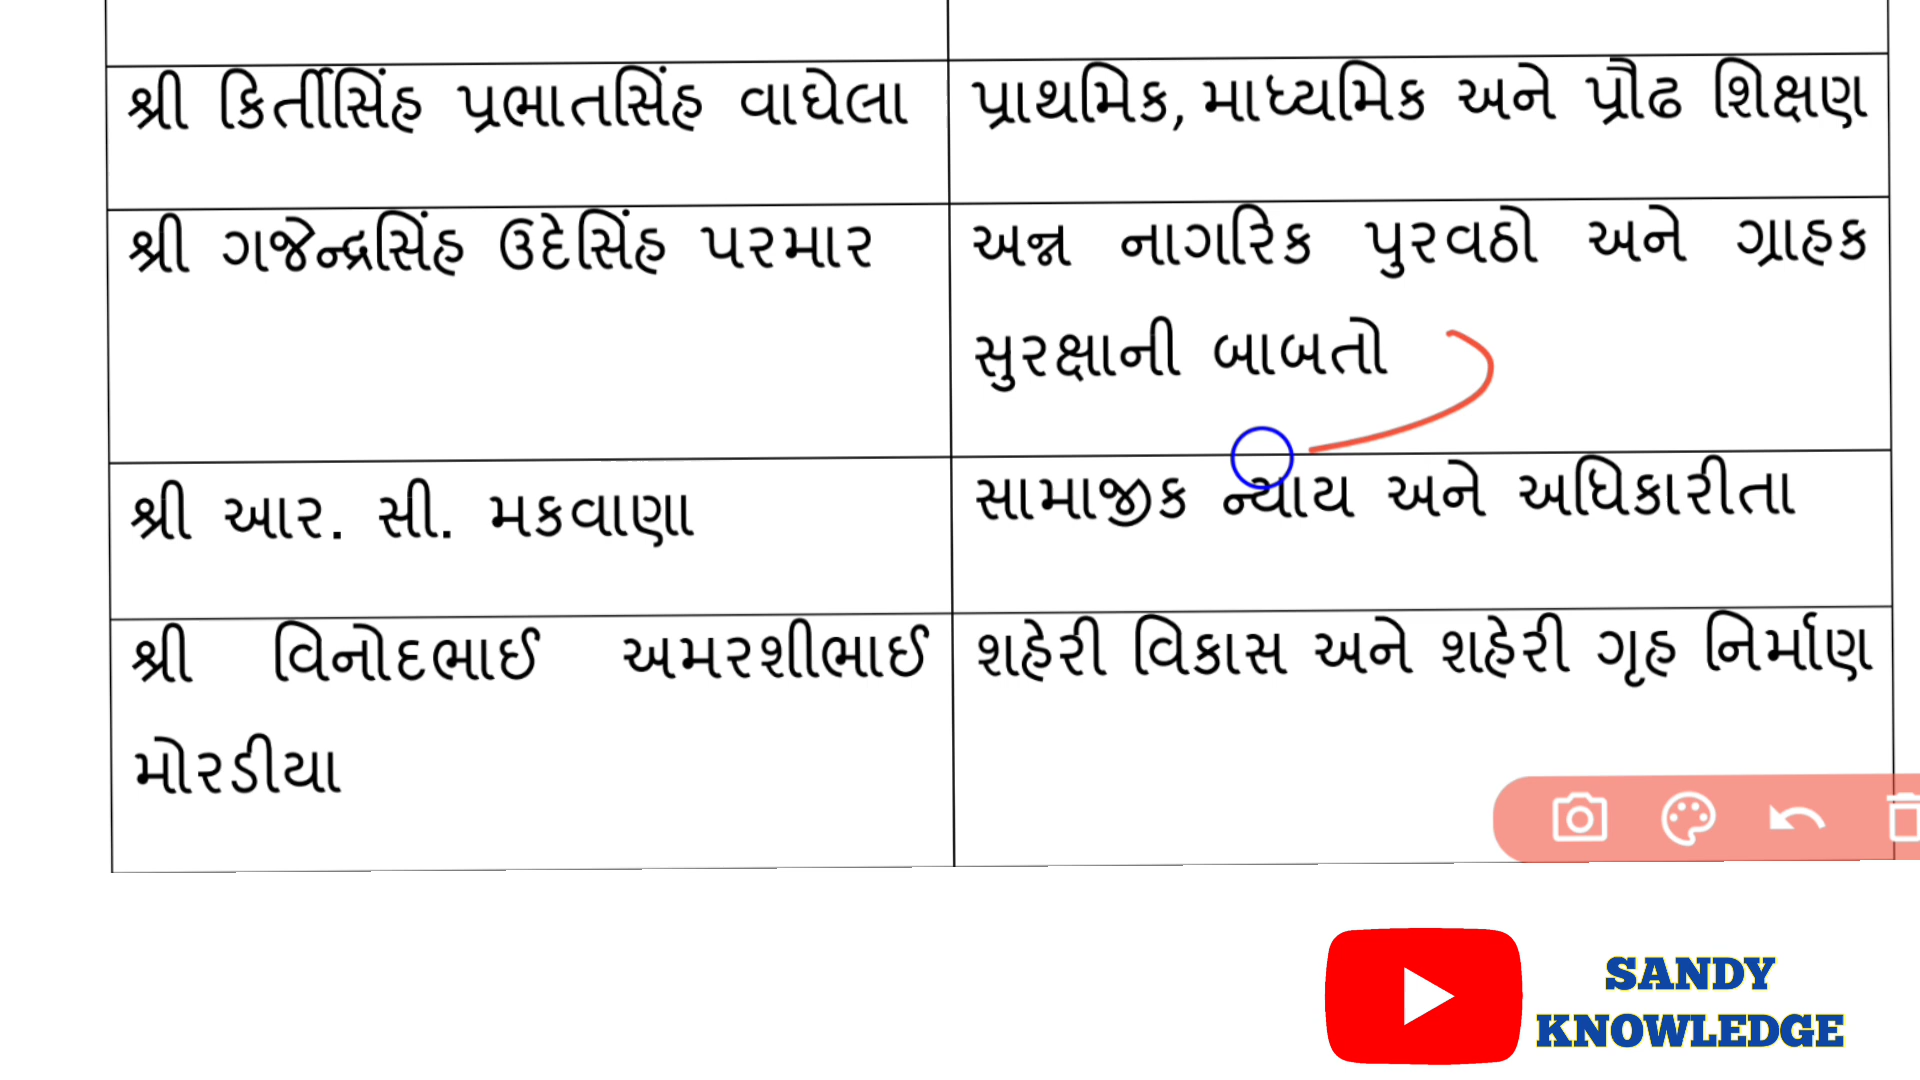 શ્રી કિર્તીસિંહ પ્રભાતસિંહ વાઘેલા
પ્રાથમિક, માધ્યમિક અને પ્રૌઢ શિક્ષણ
શ્રી ગજેન્દ્રસિંહ ઉદેસિંહ પરમાર
અન્ન નાગરિક પુરવઠો અને ગ્રાહક
સુરક્ષાની બાબતો
શ્રી આર. સી. મકવાણા
સામાજીક ન્યાય અને અધિકારીતા
શ્રી વિનોદભાઈ અમરશીભાઈ
મોરડીયા
શહેરી વિકાસ અને શહેરી ગૃહ નિર્માણ
SANDY
KNOWLEDGE